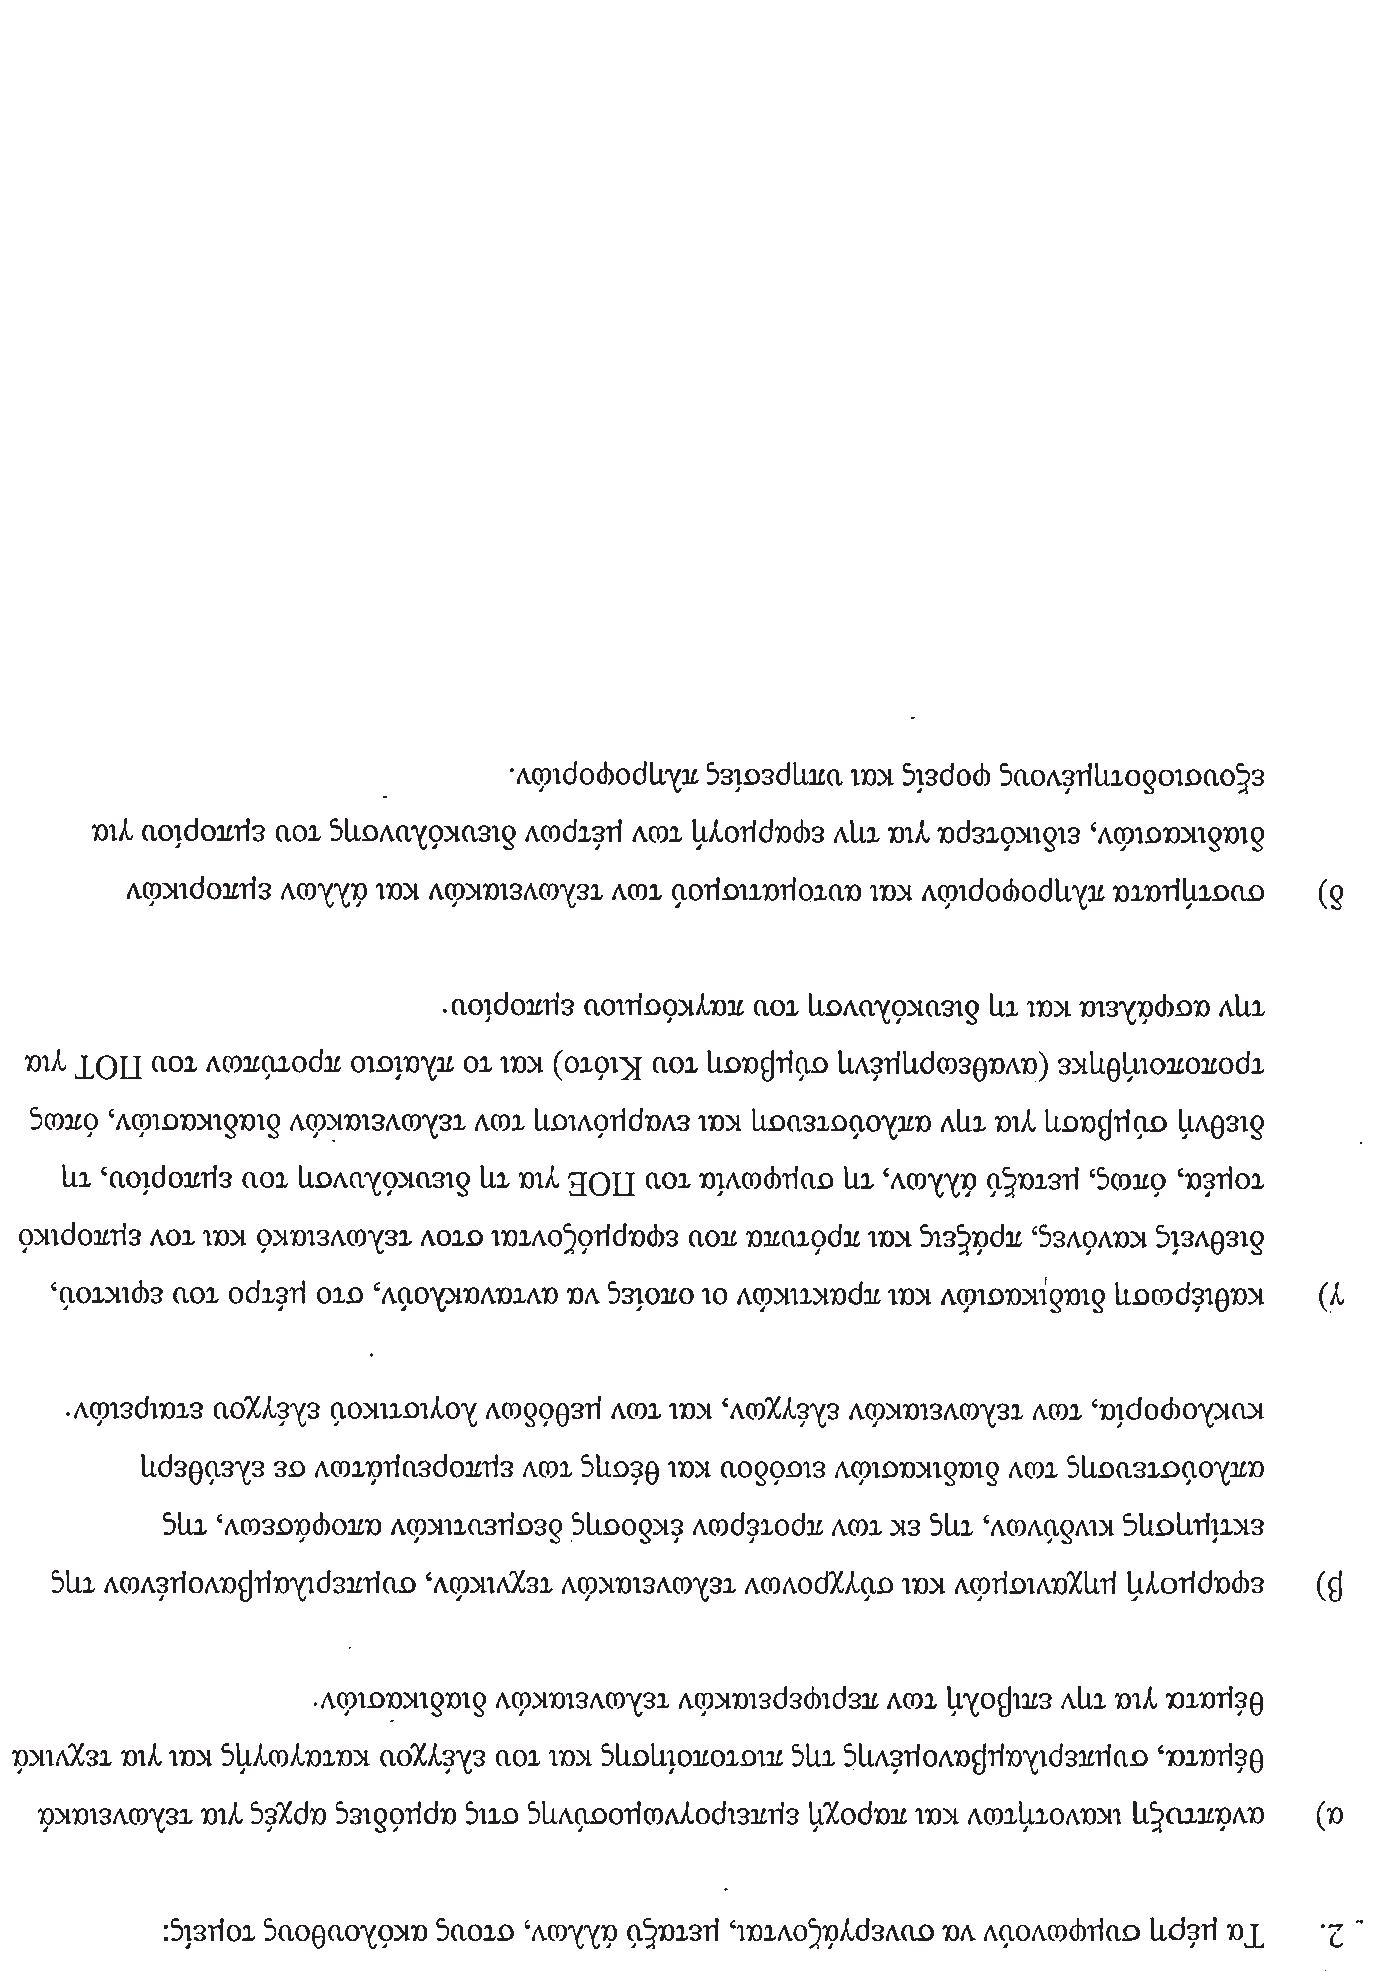 2. Τα μέρη συμφωνούν να συνεργάζονται, μεταξύ άλλων, στους ακόλουθους τομείς:
α) ανάπτυξη ικανοτήτων και παροχή εμπειρογνωμοσύνης στις αρμόδιες αρχές για τελωνειακά
θέματα, συμπεριλαμβανομένης της πιστοποίησης και του ελέγχου καταγωγής και για τεχνικά
θέματα για την επιβολή των περιφερειακών τελωνειακών διαδικασιών.
β) εφαρμογή μηχανισμών και σύγχρονων τελωνειακών τεχνικών, συμπεριλαμβανομένων της
εκτίμησης κινδύνων, της εκ των προτέρων έκδοσης δεσμευτικών αποφάσεων, της
απλούστευσης των διαδικασιών εισόδου και θέσης των εμπορευμάτων σε ελεύθερη
κυκλοφορία, των τελωνειακών ελέγχων, και των μεθόδων λογιστικού ελέγχου εταιρειών.
γ) καθιέρωση διαδικασιών και πρακτικών οι οποίες να αντανακλούν, στο μέτρο του εφικτού,
διεθνείς κανόνες, πράξεις και πρότυπα που εφαρμόζονται στον τελωνειακό και τον εμπορικό
τομέα, όπως, μεταξύ άλλων, τη συμφωνία του ΠΟΕ για τη διευκόλυνση του εμπορίου, τη
διεθνή σύμβαση για την απλούστευση και εναρμόνιση των τελωνειακών διαδικασιών, όπως
τροποποιήθηκε (αναθεωρημένη σύμβαση του Κιότο) και το πλαίσιο προτύπων του ΠΟΤ για
την ασφάλεια και τη διευκόλυνση του παγκόσμιου εμπορίου.
δ) συστήματα πληροφοριών και αυτοματισμού των τελωνειακών και άλλων εμπορικών
διαδικασιών, ειδικότερα για την εφαρμογή των μέτρων διευκόλυνσης του εμπορίου για
εξουσιοδοτημένους φορείς και υπηρεσίες πληροφοριών.